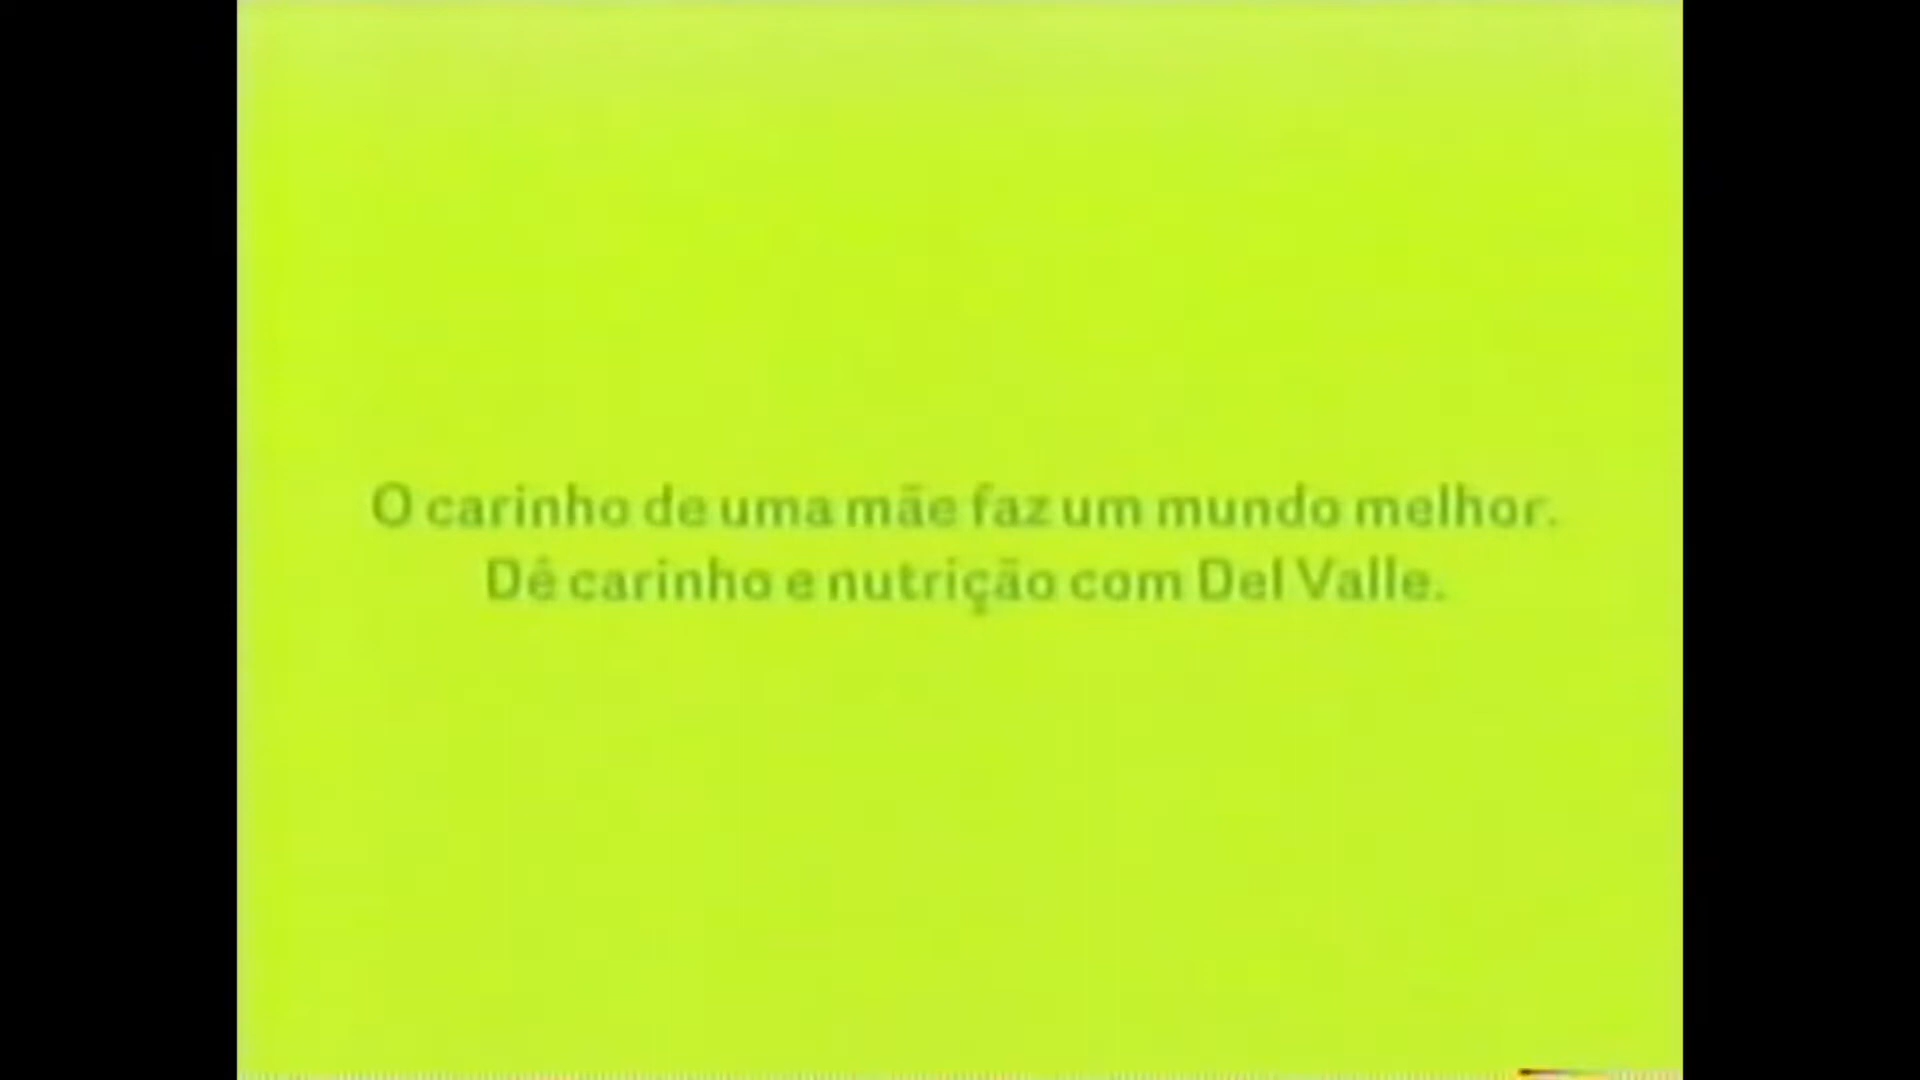 O carinho de uma mãe faz um mundo melhor.
Dê carinho e nutrição com Del Valle.